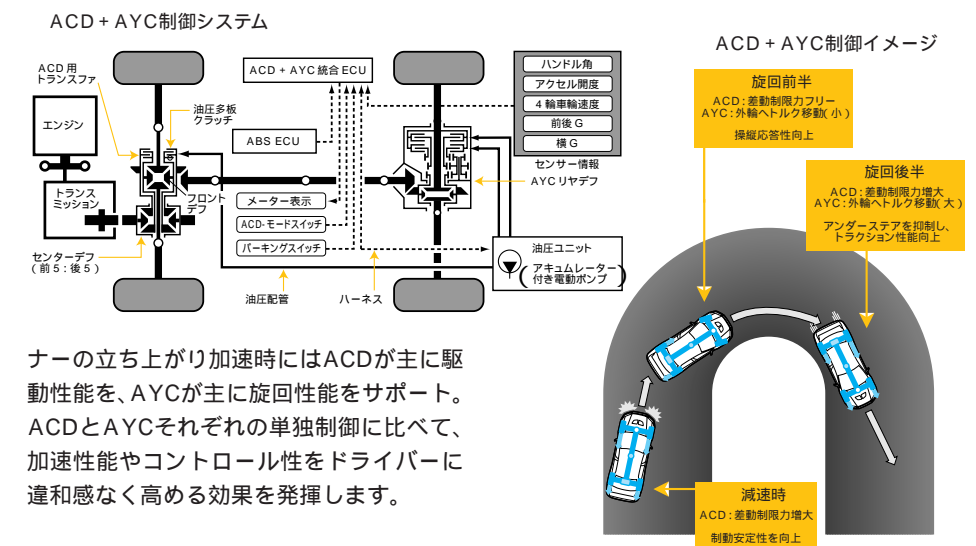 ACD+AYC制御システム
ACD用
トランスファ
エンジン
トランス
ミッション
センターデフ
(前5:後5)
油圧多板
クラッチ
フロント
デフ
ACD+AYC統合ECU
ABS ECU
メーター表示
ACD-モードスイッチ
パーキングスイッチ
油圧配管
ハーネス
ハンドル角
アクセル開度
4輪車輪速度
前後G
横G
センサー情報
AYCリヤデフ
油圧ユニット
(アキュムレーター
付き電動ポンプ)
ナーの立ち上がり加速時にはACDが主に駆
動性能を、AYCが主に旋回性能をサポート。
ACDとAYCそれぞれの単独制御に比べて、
加速性能やコントロール性をドライバーに
違和感なく高める効果を発揮します。
ACD+AYC制御イメージ
旋回前半
ACD:差動制限力フリー
AYC:外輪へトルク移動(小)
操縦応答性向上
旋回後半
ACD:差動制限力増大
AYC:外輪へトルク移動(大)
アンダーステアを抑制し、
トラクション性能向上
減速時
ACD:差動制限力増大
制動安定性を向上